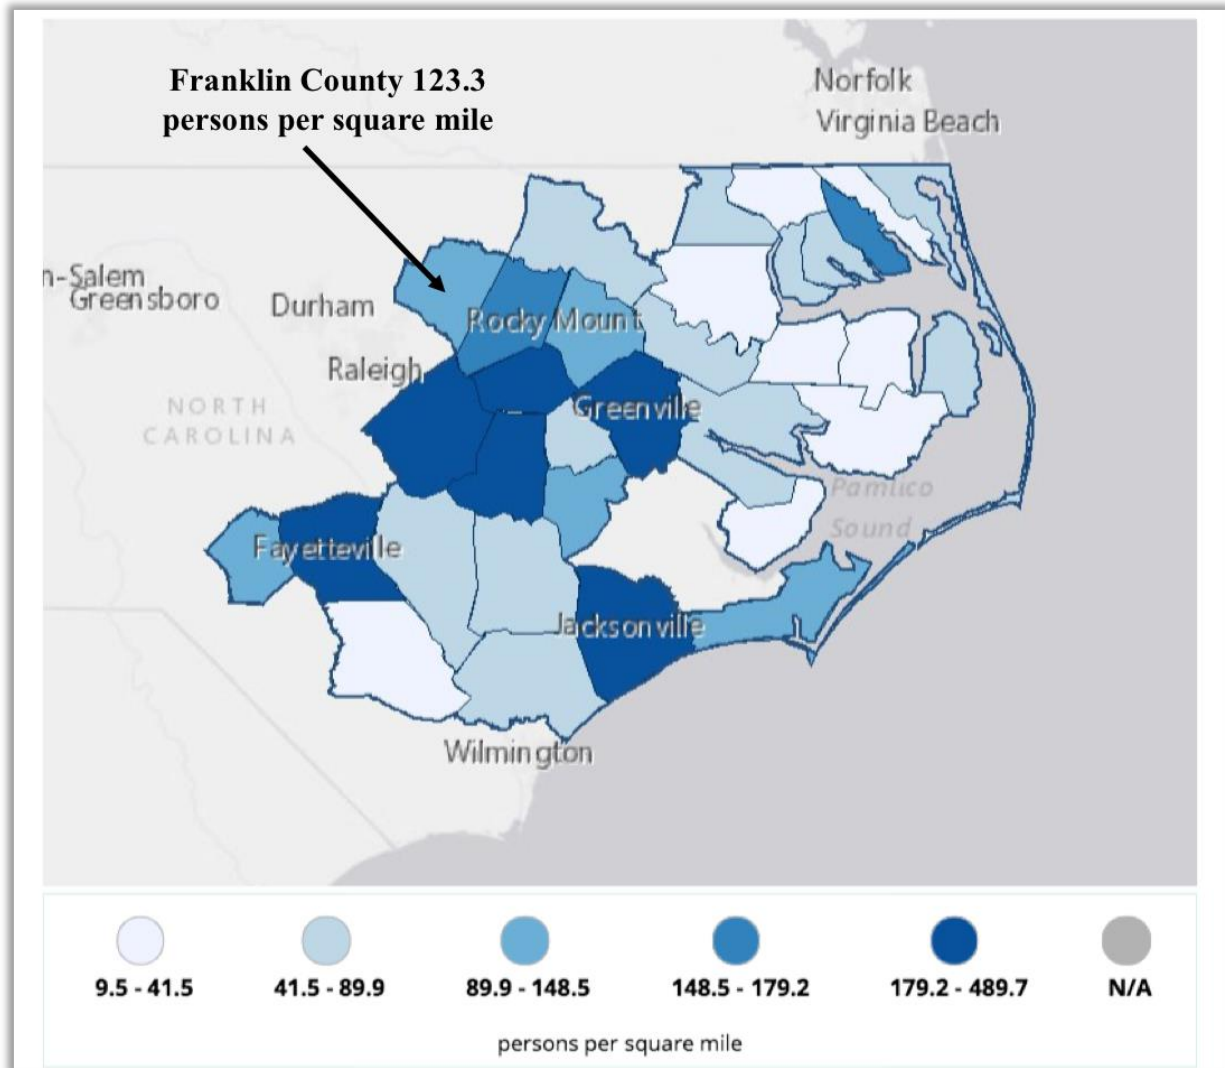 Franklin County 123.3
persons per square mile
Norfolk
Virginia Beach
n-Salem
Greensboro
Durham
Rocky Mount
Raleigh
NORTH
CAROLINA
Greenville
Pamlico
Sound
Fayetteville
Jacksonville
Wilmington
9.5 - 41.5
41.5 - 89.9
89.9 - 148.5
148.5 - 179.2
179.2 - 489.7
N/A
persons per square mile